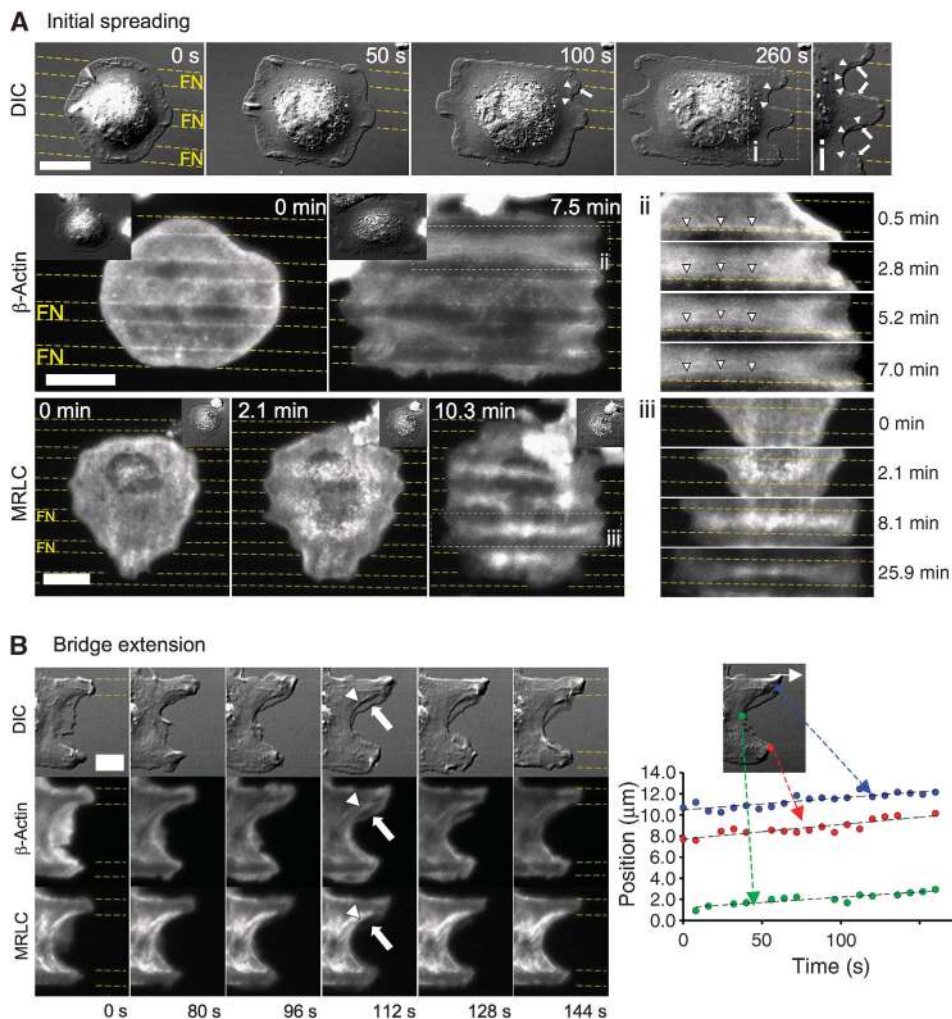 A Initial spreading
DIC
0 s
FN
FN
FN
50 s
100 s
260 s
i
i
β-Actin
0 min
FN
FN
7.5 min
ii
ii
0.5 min
2.8 min
5.2 min
7.0 min
MRLC
0 min
FN
FN
2.1 min
10.3 min
iii
iii
0 min
2.1 min
8.1 min
25.9 min
B Bridge extension
DIC
β-Actin
MRLC
0 s
80 s
96 s
112 s
128 s
144 s
Position (μm)
14.0
12.0
10.0
8.0
6.0
4.0
2.0
0.0
0
50
100
Time (s)